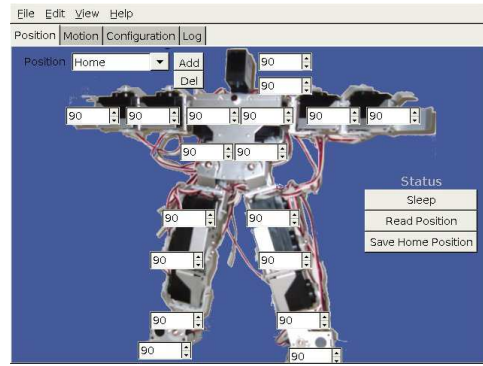 File Edit View Help
Position Motion Configuration Log
Position Home Add 90
Del 90
90 90 90 90 90 90
90 90
Status
Sleep
90 90 Read Position
Save Home Position
90 90
90 90
90 90